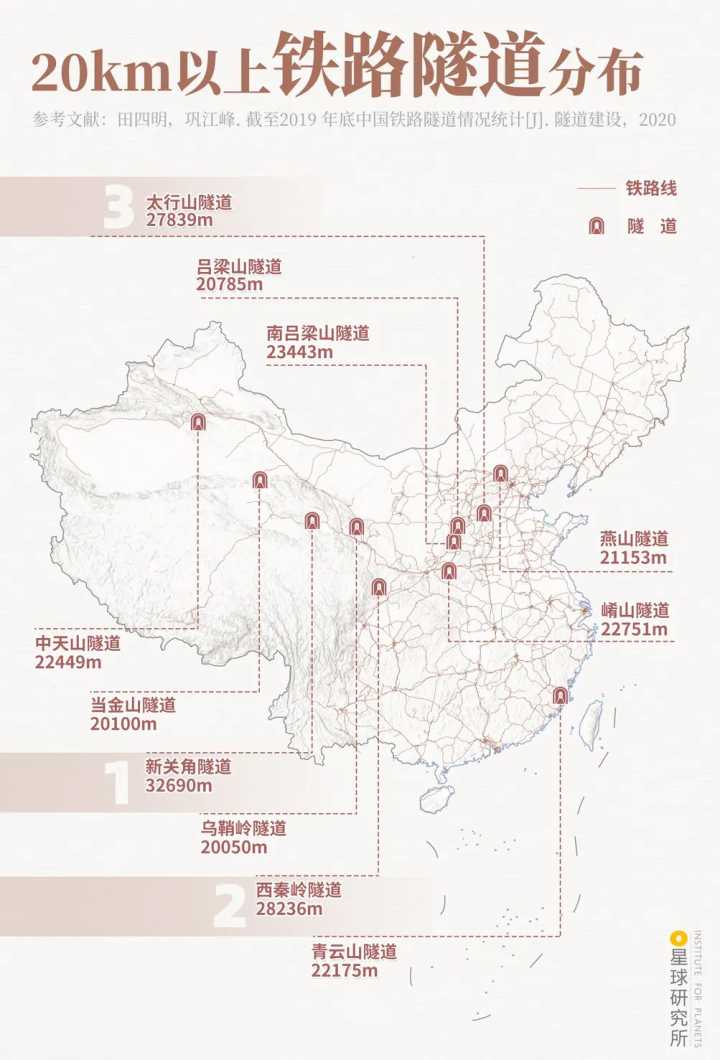 20km以上铁路隧道分布
参考文献：田四明，巩江峰. 截至2019 年底中国铁路隧道情况统计[J]. 隧道建设，2020
铁路线
隧 道
3
太行山隧道
27839m
吕梁山隧道
20785m
南吕梁山隧道
23443m
燕山隧道
21153m
崤山隧道
22751m
中天山隧道
22449m
当金山隧道
20100m
1
新关角隧道
32690m
乌鞘岭隧道
20050m
2
西秦岭隧道
28236m
青云山隧道
22175m
星球研究所
INSTITUTE FOR PLANETS